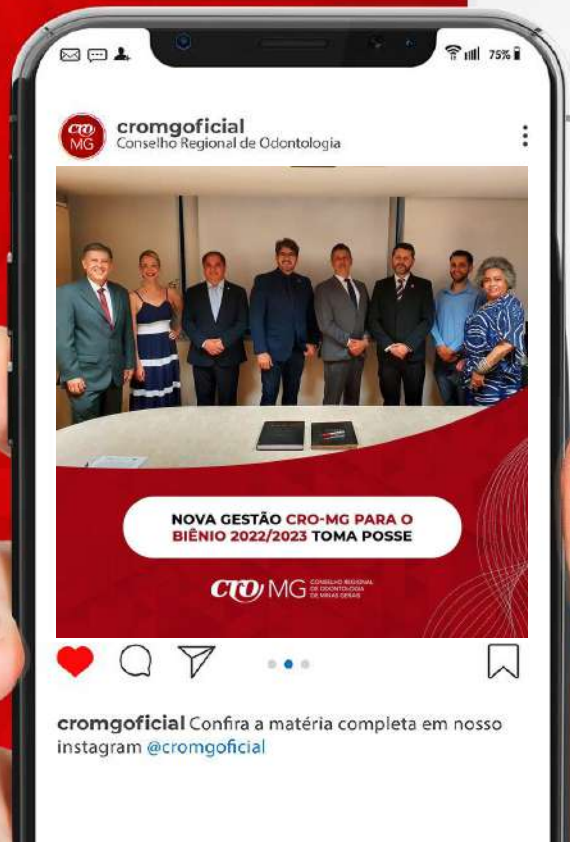 75%
CRO
MG
cromgoficial
Conselho Regional de Odontologia
NOVA GESTÃO CRO-MG PARA O
BIÊNIO 2022/2023 TOMA POSSE
CRO MG CONSELHO REGIONAL
DE ODONTOLOGIA
DE MINAS GERAIS
cromgoficial Confira a matéria completa em nosso
instagram @cromgoficial